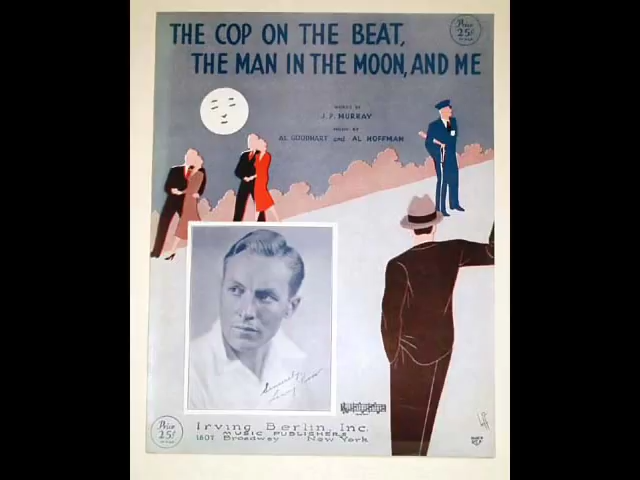 THE COP ON THE BEAT,
THE MAN IN THE MOON, AND ME
Price
25¢
WORDS BY
J.P. MURRAY
MUSIC BY
AL GOODHART and AL HOFFMAN
Sincerely,
Price
25¢
Irving Berlin, Inc.
MUSIC PUBLISHERS
1607 Broadway New York